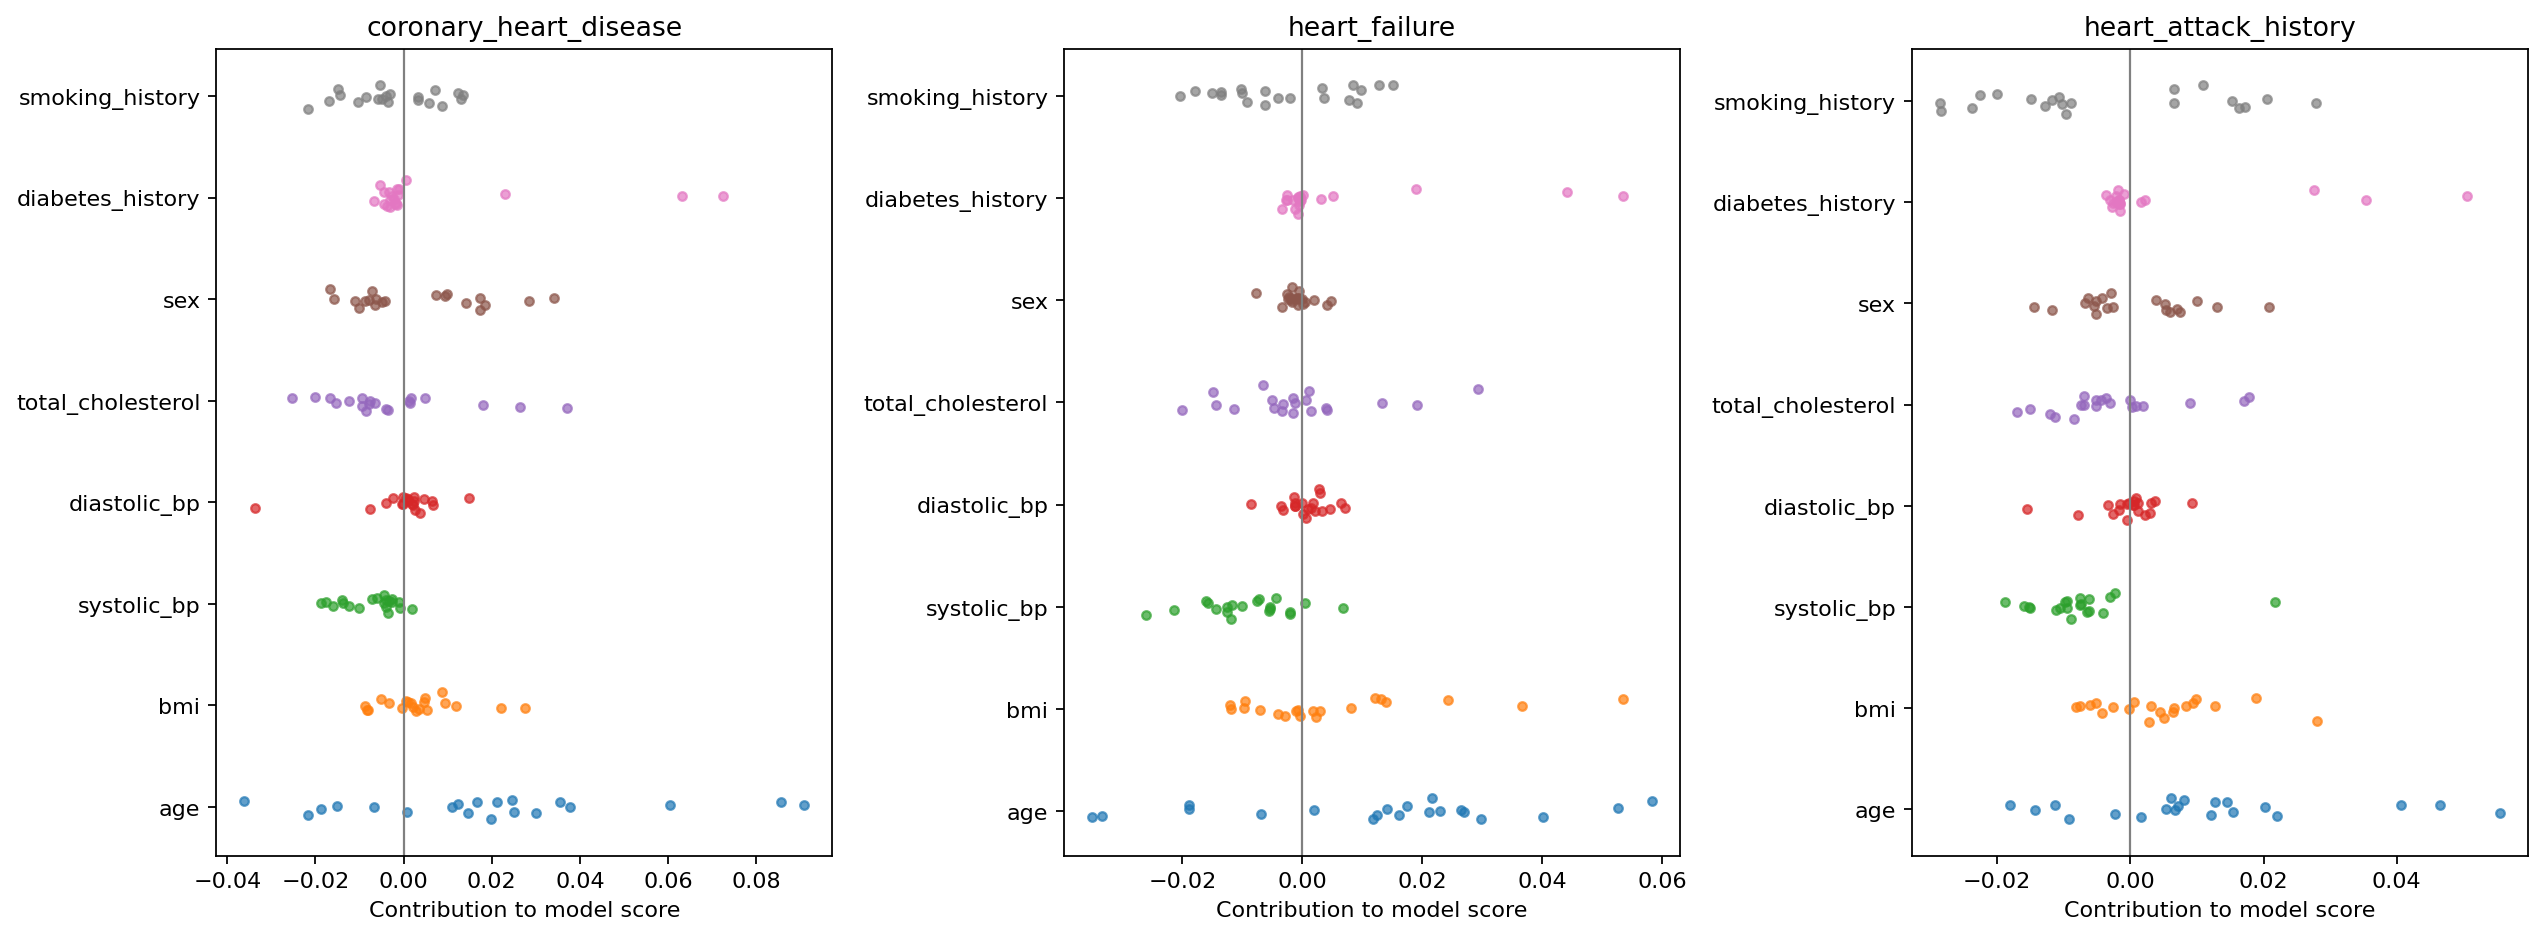 coronary_heart_disease
smoking_history
diabetes_history
sex
total_cholesterol
diastolic_bp
systolic_bp
bmi
age
−0.04 −0.02 0.00 0.02 0.04 0.06 0.08
Contribution to model score
heart_failure
smoking_history
diabetes_history
sex
total_cholesterol
diastolic_bp
systolic_bp
bmi
age
−0.02 0.00 0.02 0.04 0.06
Contribution to model score
heart_attack_history
smoking_history
diabetes_history
sex
total_cholesterol
diastolic_bp
systolic_bp
bmi
age
−0.02 0.00 0.02 0.04
Contribution to model score